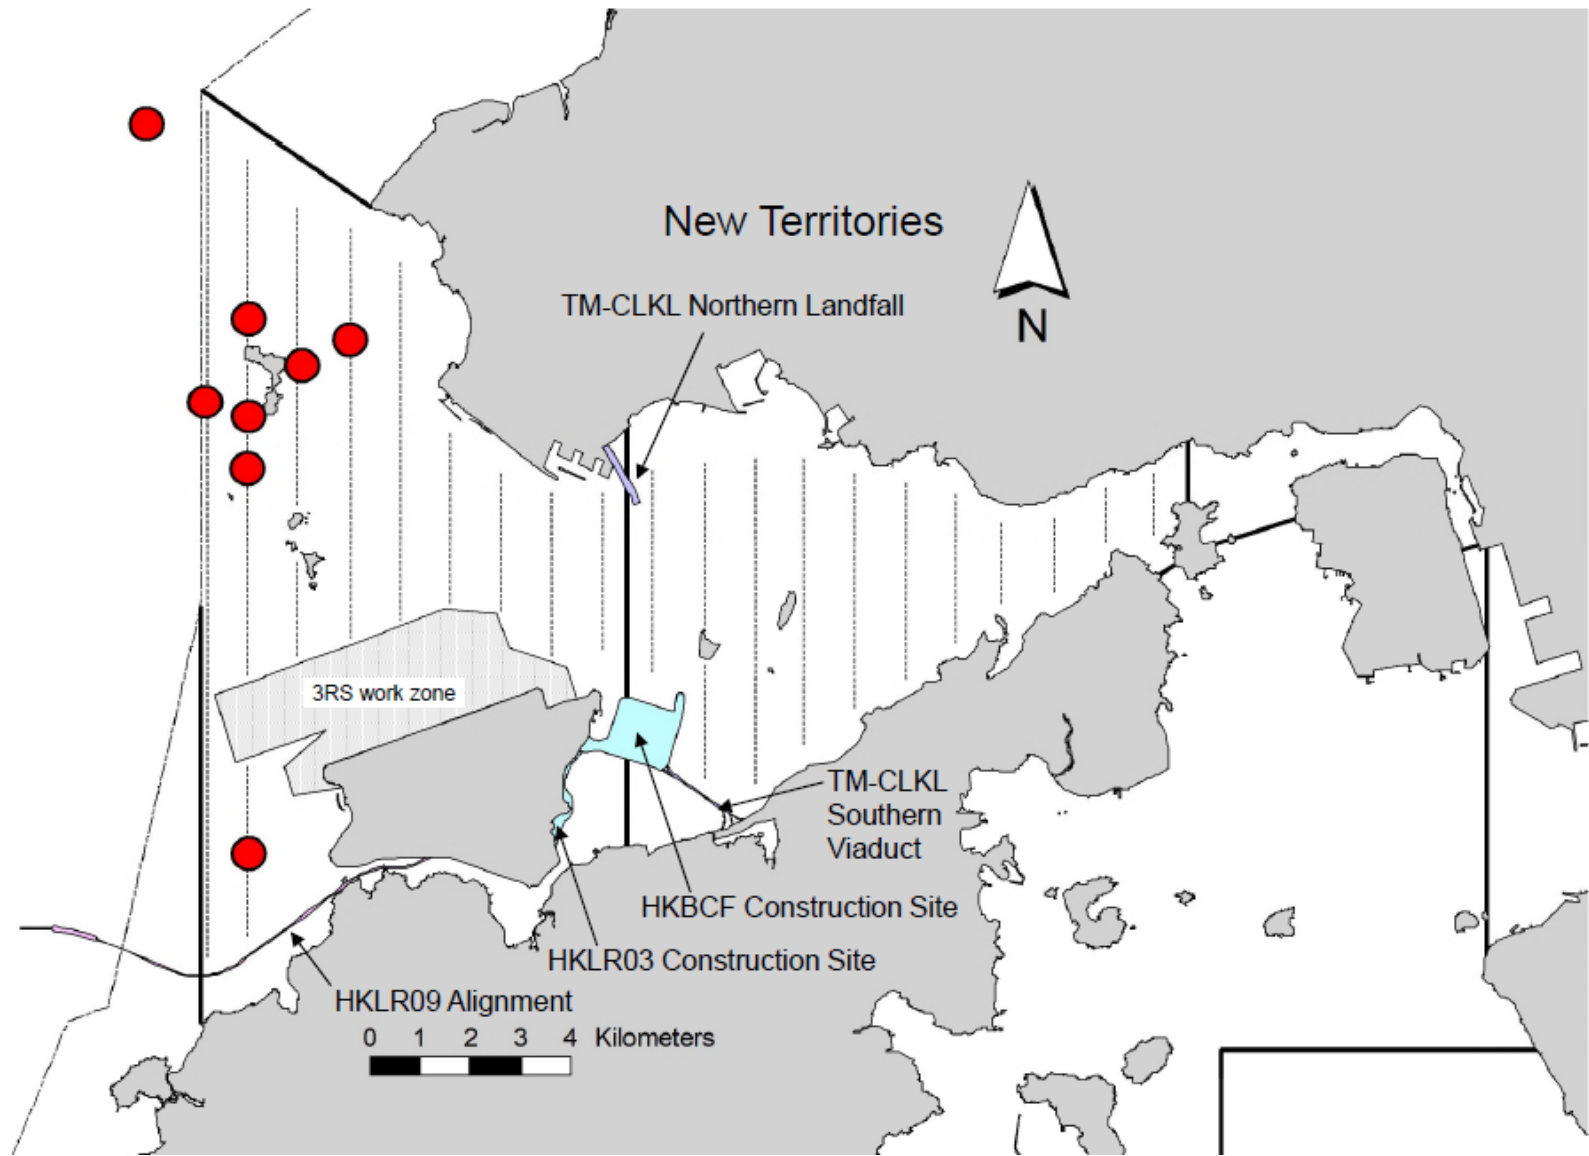 New Territories
TM-CLKL Northern Landfall
N
3RS work zone
TM-CLKL
Southern
Viaduct
HKBCF Construction Site
HKLR03 Construction Site
HKLR09 Alignment
0 1 2 3 4 Kilometers